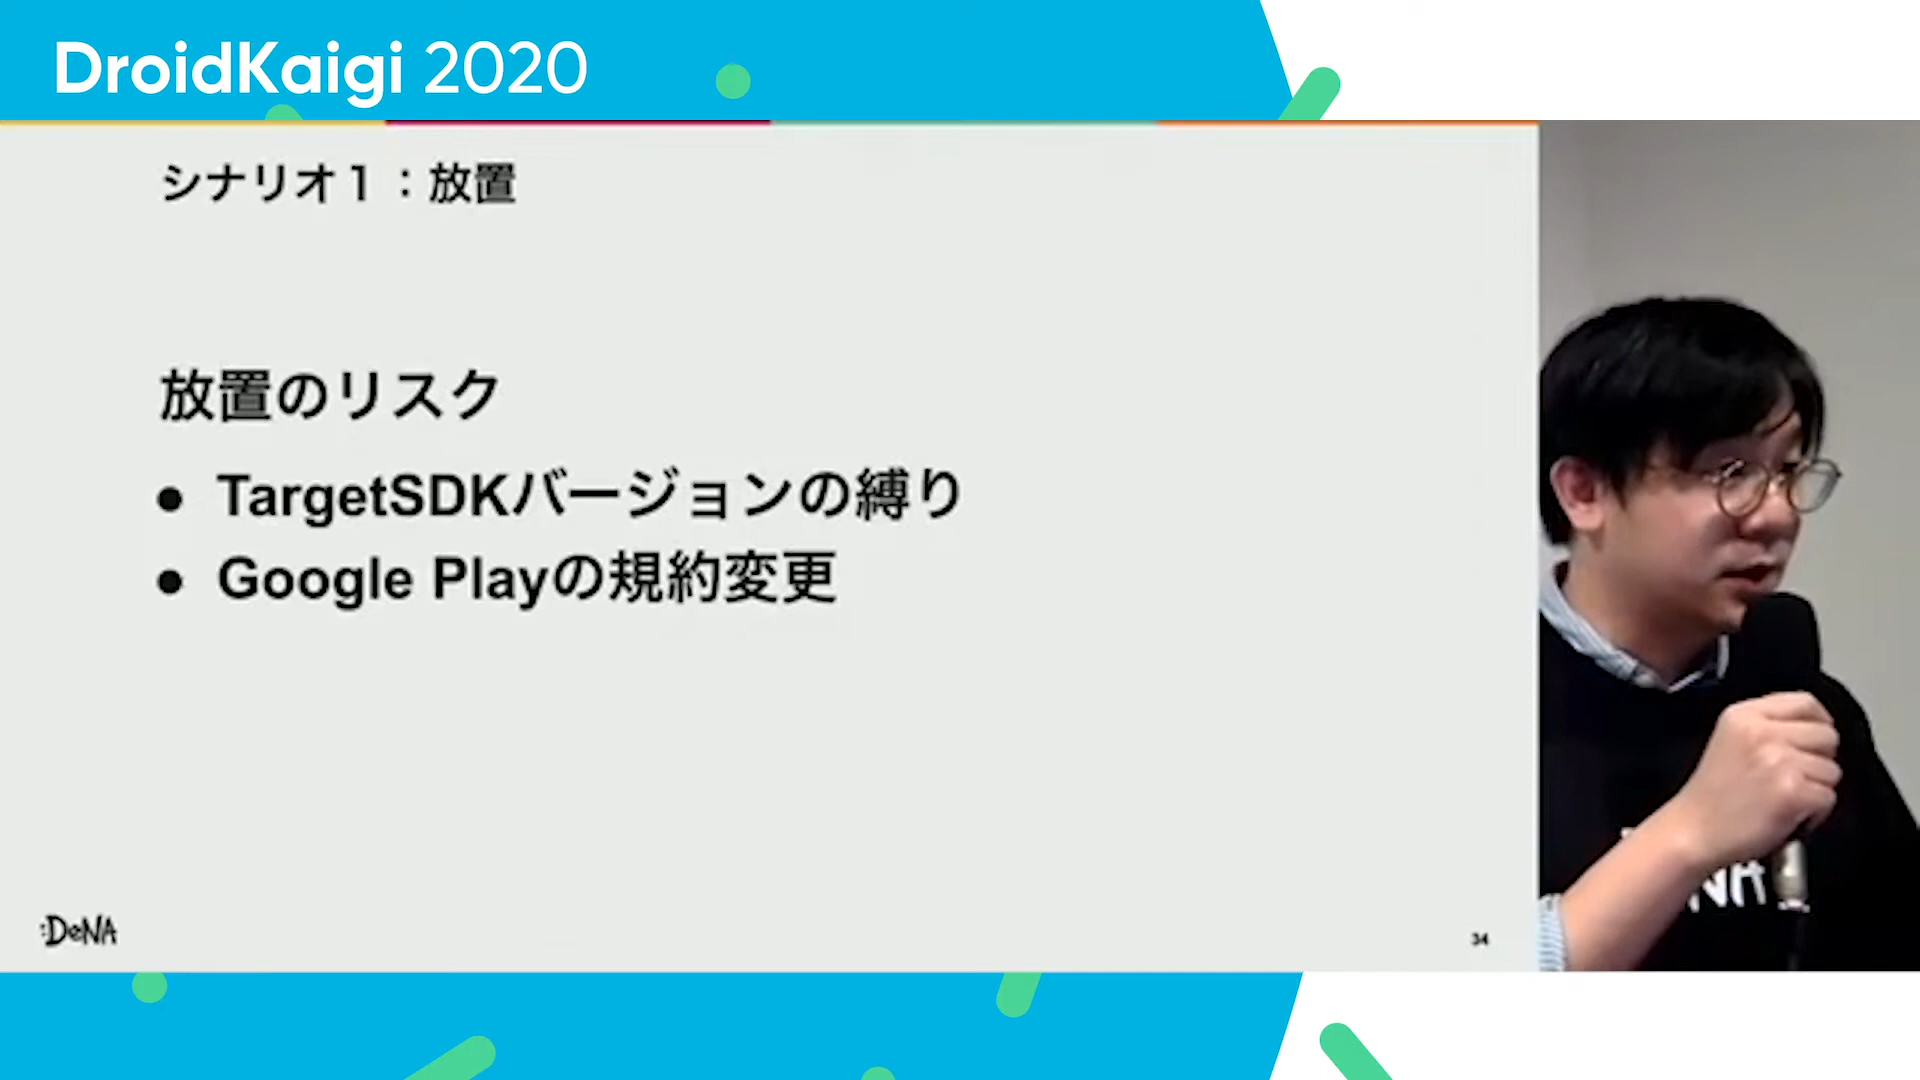 DroidKaigi 2020
シナリオ1：放置
放置のリスク
● TargetSDKバージョンの縛り
● Google Playの規約変更
:DeNA
34